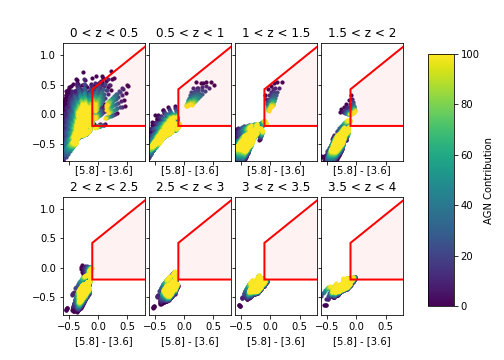 0 < z < 0.5 0.5 < z < 1 1 < z < 1.5 1.5 < z < 2
1.0
0.5
0.0
−0.5
[5.8] - [3.6] [5.8] - [3.6] [5.8] - [3.6] [5.8] - [3.6]
2 < z < 2.5 2.5 < z < 3 3 < z < 3.5 3.5 < z < 4
1.0
0.5
0.0
−0.5
−0.5 0.0 0.5 −0.5 0.0 0.5 −0.5 0.0 0.5 −0.5 0.0 0.5
[5.8] - [3.6] [5.8] - [3.6] [5.8] - [3.6] [5.8] - [3.6]
100
80
60
40
20
0
AGN Contribution